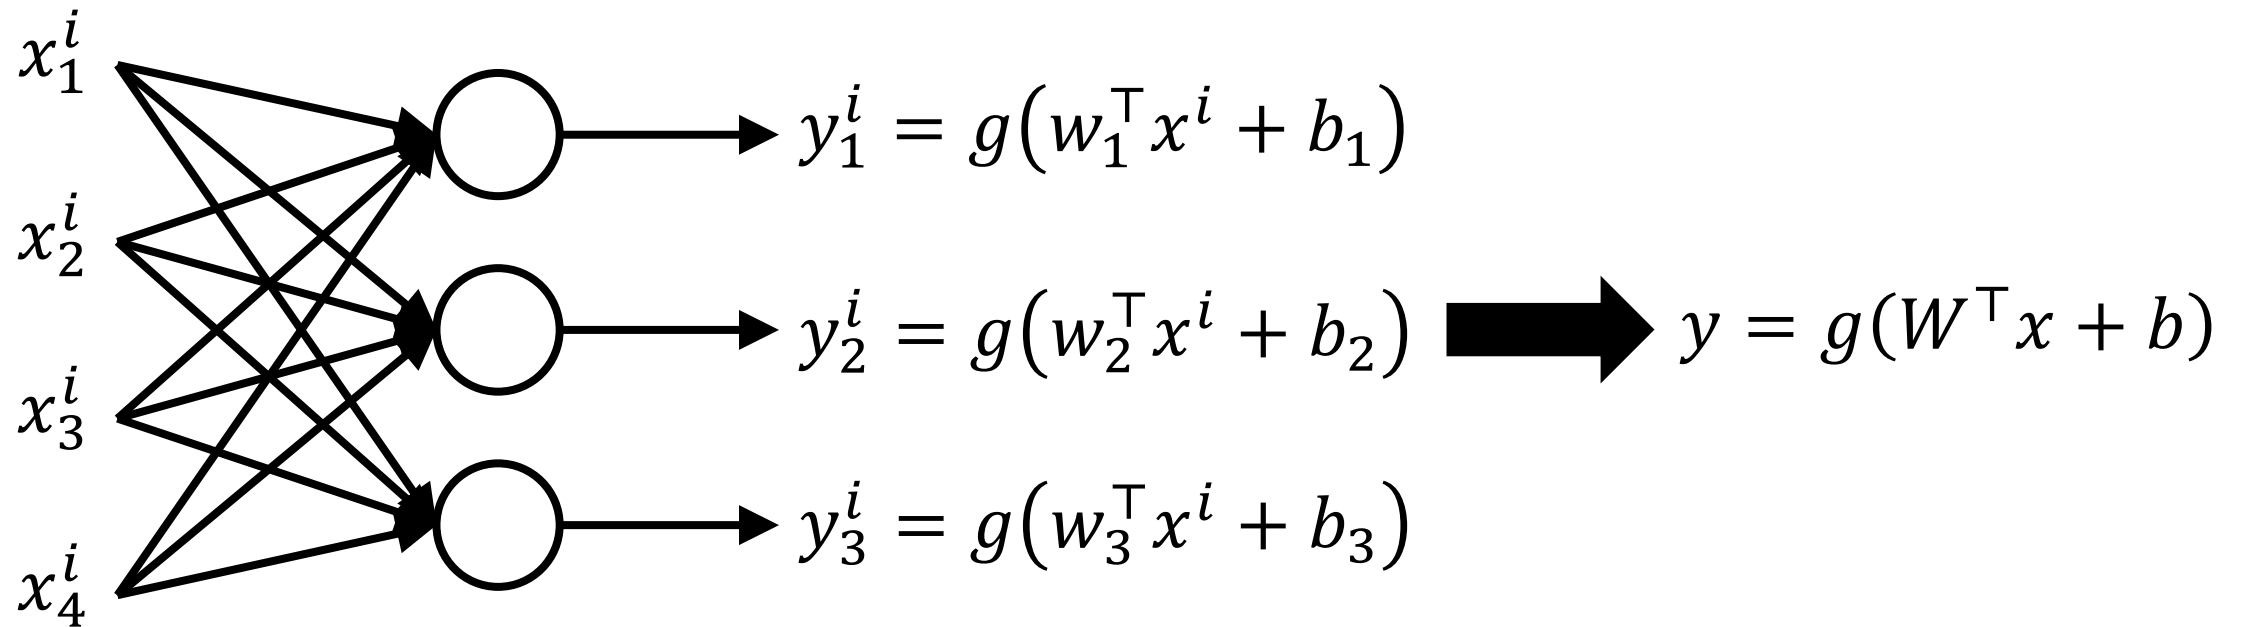 x_1^i
y_1^i = g(w_1^⊤ x^i + b_1)
x_2^i
y_2^i = g(w_2^⊤ x^i + b_2)
y = g(W^⊤ x + b)
x_3^i
y_3^i = g(w_3^⊤ x^i + b_3)
x_4^i